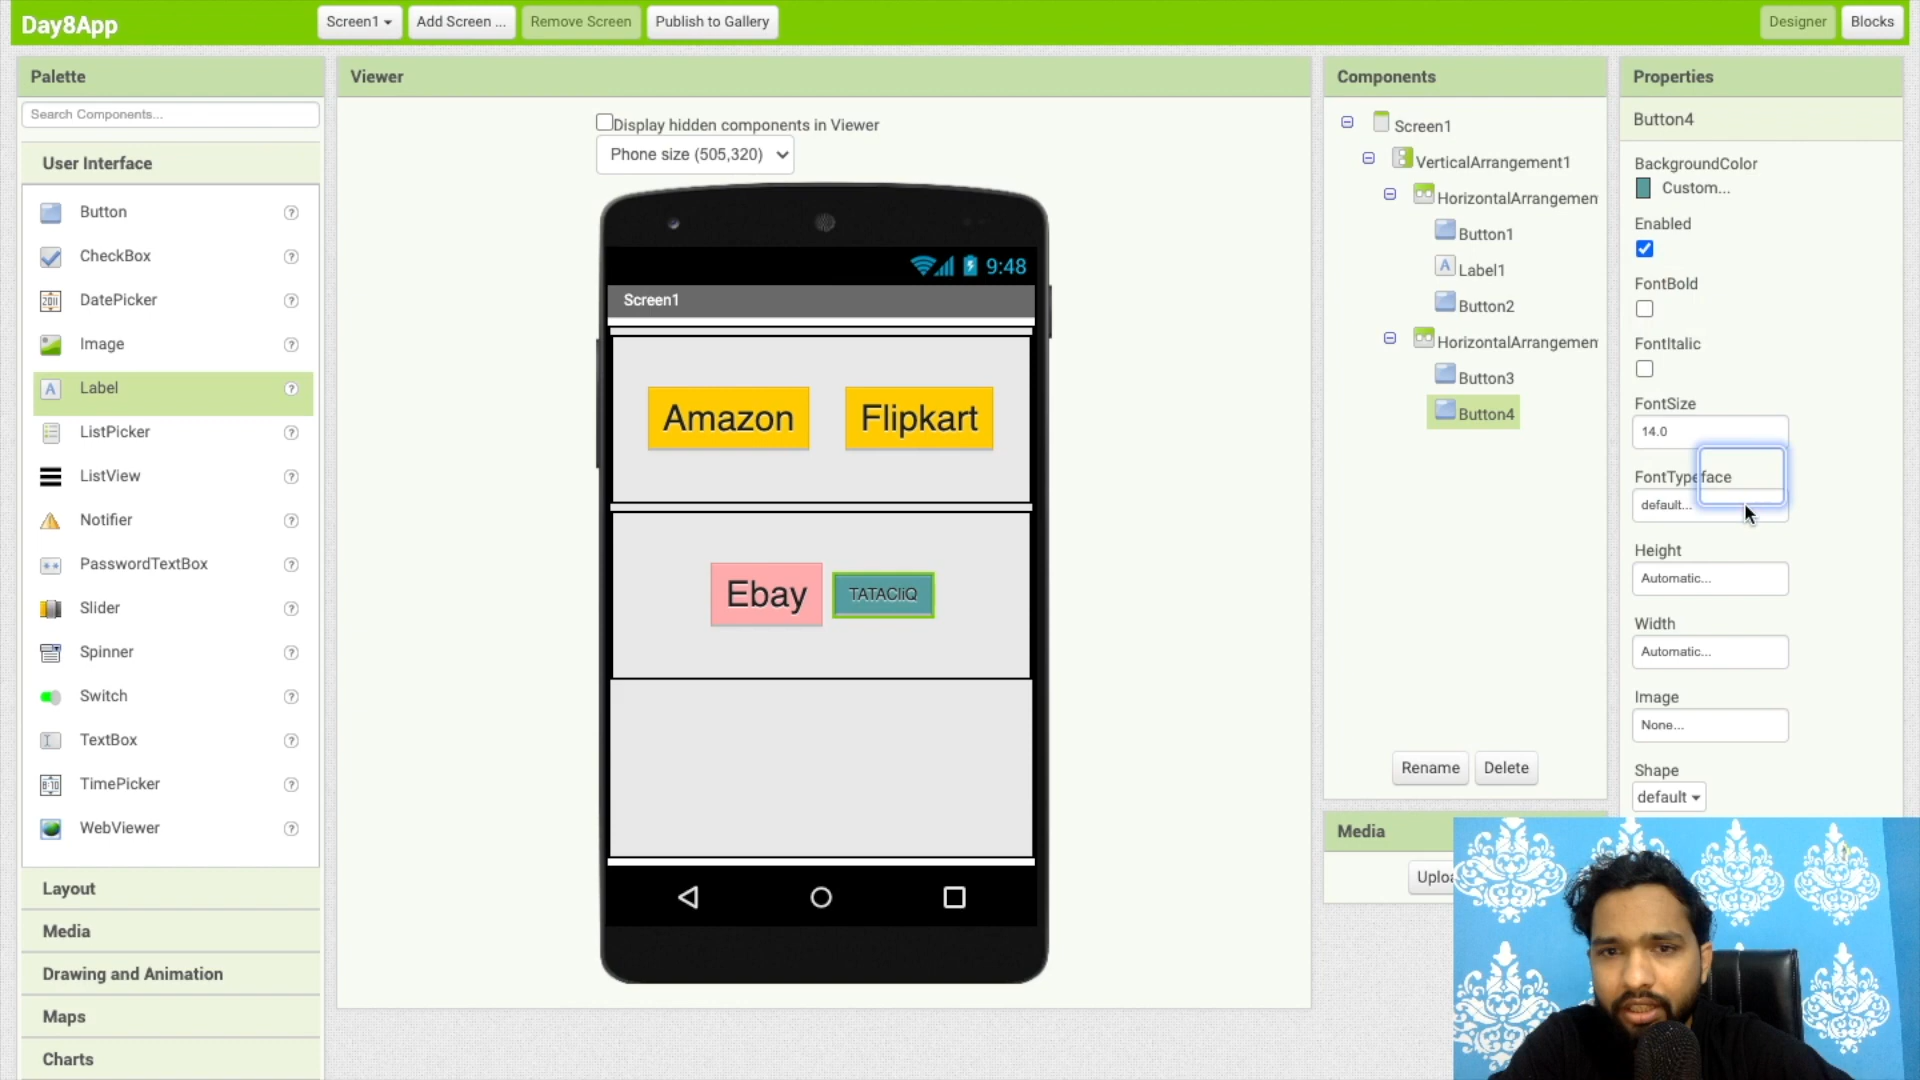 Day8App
Screen1
Add Screen ...
Remove Screen
Publish to Gallery
Designer
Blocks
Palette
Search Components...
User Interface
Button
?
CheckBox
?
DatePicker
?
Image
?
Label
?
ListPicker
?
ListView
?
Notifier
?
PasswordTextBox
?
Slider
?
Spinner
?
Switch
?
TextBox
?
TimePicker
?
WebViewer
?
Layout
Media
Drawing and Animation
Maps
Charts
Viewer
Display hidden components in Viewer
Phone size (505,320)
9:48
Screen1
Amazon
Flipkart
Ebay
TATACliQ
Components
Screen1
VerticalArrangement1
HorizontalArrangemen
Button1
A Label1
Button2
HorizontalArrangemen
Button3
Button4
Rename
Delete
Media
Uploa
Properties
Button4
BackgroundColor
Custom...
Enabled
FontBold
FontItalic
FontSize
14.0
FontTypeface
default...
Height
Automatic...
Width
Automatic...
Image
None...
Shape
default